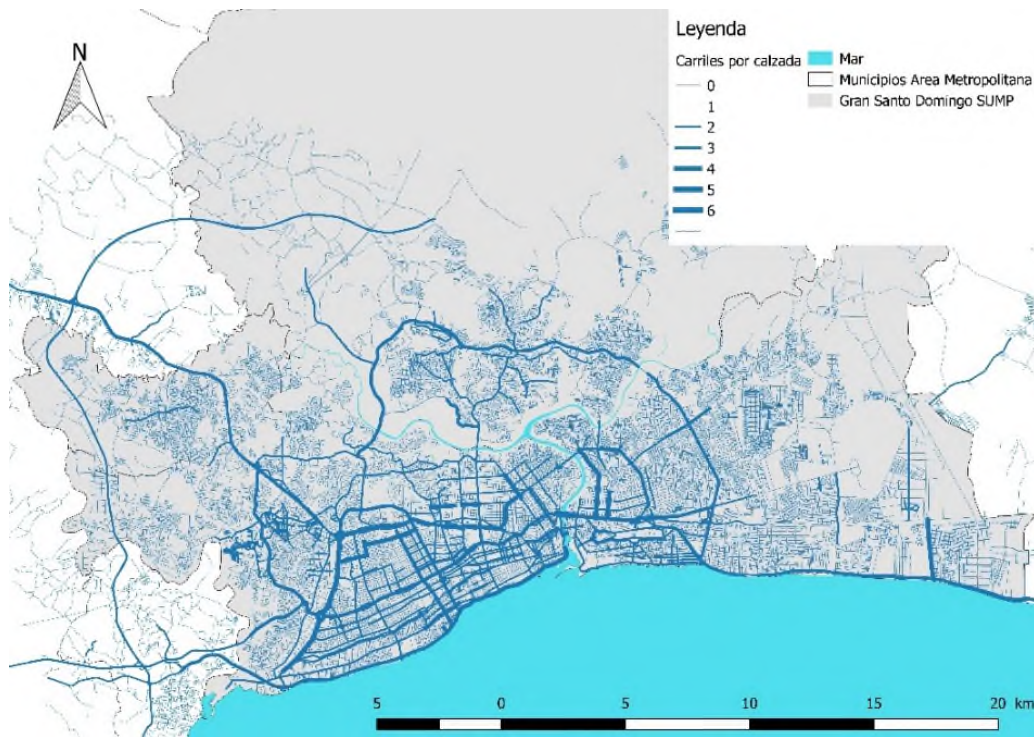 N
Leyenda
Carriles por calzada
0
1
2
3
4
5
6
Mar
Municipios Area Metropolitana
Gran Santo Domingo SUMP
5 0 5 10 15 20 km